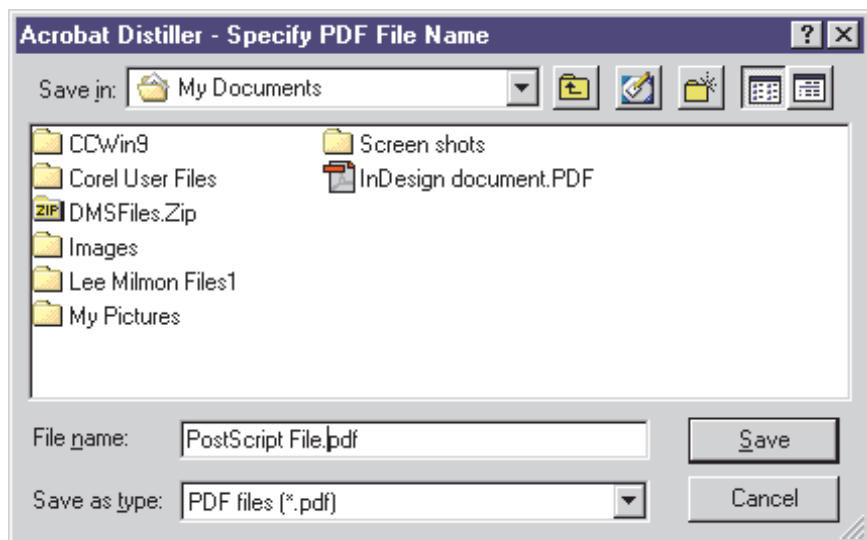 Acrobat Distiller - Specify PDF File Name
Save in: My Documents
CCWin9
Corel User Files
ZIP DMSFiles.Zip
Images
Lee Milmon Files1
My Pictures
Screen shots
InDesign document.PDF
File name: PostScript File.pdf
Save
Save as type: PDF files (*.pdf)
Cancel